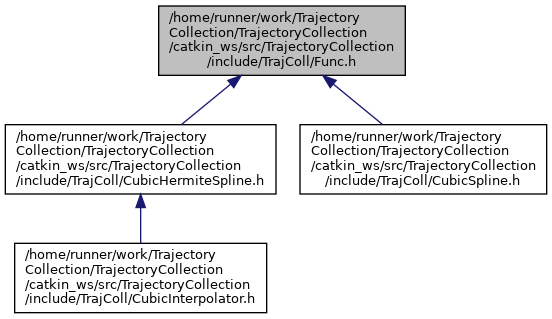 /home/runner/work/Trajectory
Collection/TrajectoryCollection
/catkin_ws/src/TrajectoryCollection
/include/TrajColl/Func.h
/home/runner/work/Trajectory
Collection/TrajectoryCollection
/catkin_ws/src/TrajectoryCollection
/include/TrajColl/CubicHermiteSpline.h
/home/runner/work/Trajectory
Collection/TrajectoryCollection
/catkin_ws/src/TrajectoryCollection
/include/TrajColl/CubicSpline.h
/home/runner/work/Trajectory
Collection/TrajectoryCollection
/catkin_ws/src/TrajectoryCollection
/include/TrajColl/CubicInterpolator.h